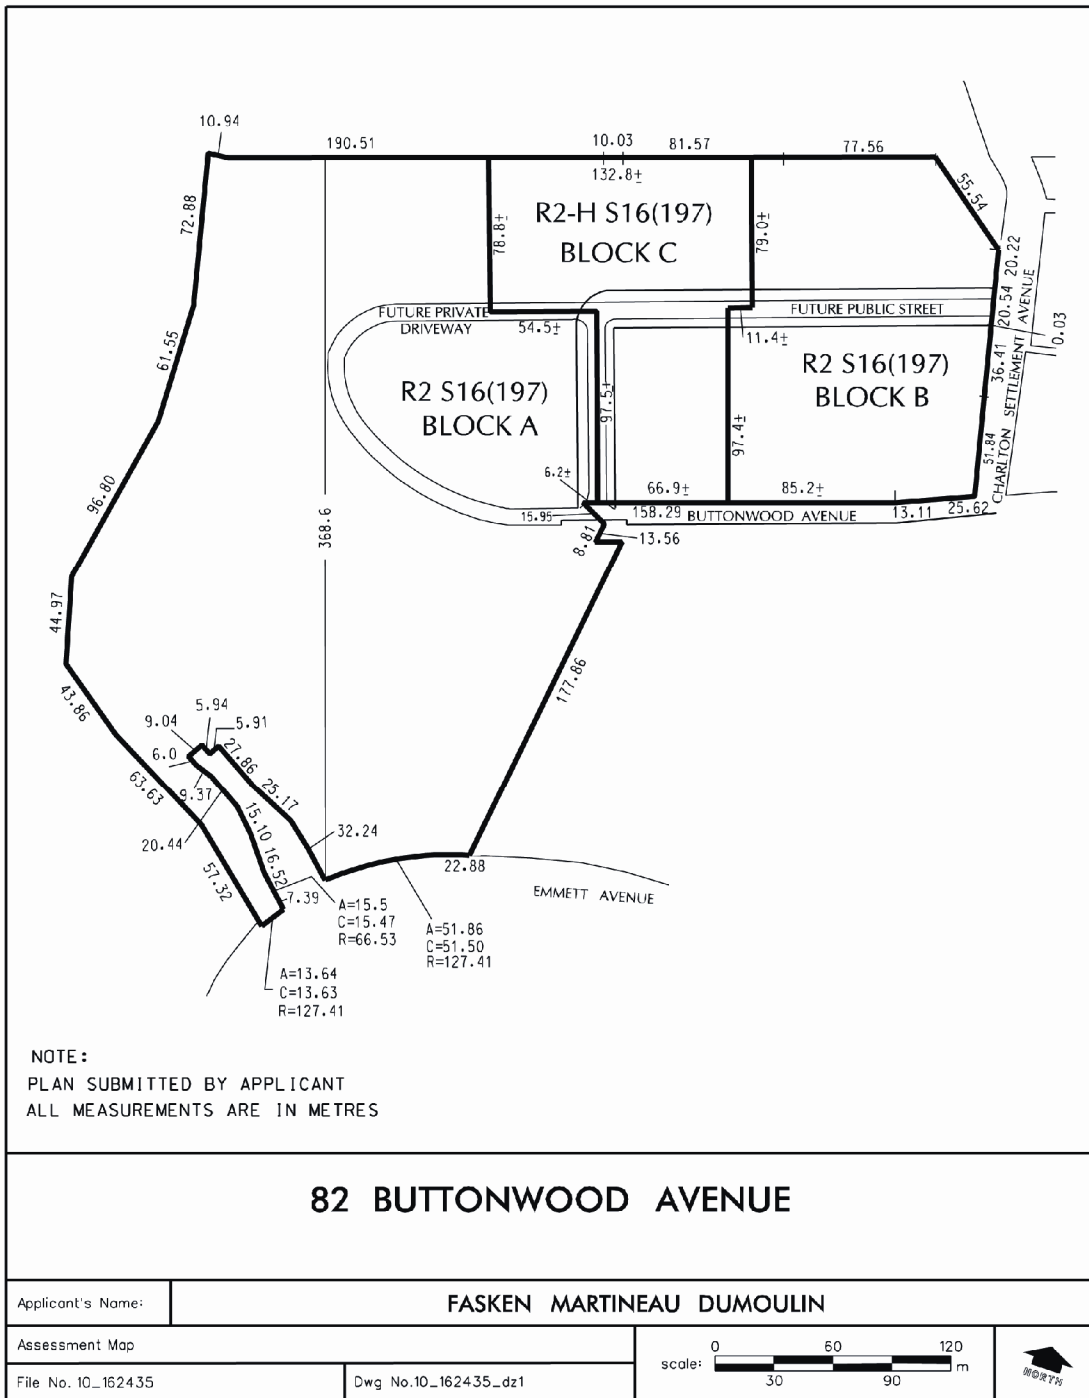 10.94
190.51
10.03
81.57
77.56
132.8±
55.54
72.88
78.8±
R2-H S16(197)
BLOCK C
79.0±
20.22
20.54
0.03
FUTURE PRIVATE
DRIVEWAY
54.5±
FUTURE PUBLIC STREET
11.4±
61.55
R2 S16(197)
BLOCK A
97.5±
R2 S16(197)
BLOCK B
97.4±
36.41
51.84
CHARLTON SETTLEMENT AVENUE
96.80
368.6
6.2±
66.9±
85.2±
15.95
158.29
BUTTONWOOD AVENUE
13.11
25.62
8.81
13.56
44.97
177.86
43.86
5.94
9.04
5.91
6.0
27.86
63.63
9.37
25.17
15.10
20.44
32.24
16.52
57.32
22.88
EMMETT AVENUE
7.39
A=15.5
C=15.47
R=66.53
A=51.86
C=51.50
R=127.41
A=13.64
C=13.63
R=127.41
NOTE:
PLAN SUBMITTED BY APPLICANT
ALL MEASUREMENTS ARE IN METRES
82 BUTTONWOOD AVENUE
Applicant's Name:
FASKEN MARTINEAU DUMOULIN
Assessment Map
scale:
0 60 120
m
30 90
NORTH
File No. 10_162435
Dwg No.10_162435_dz1